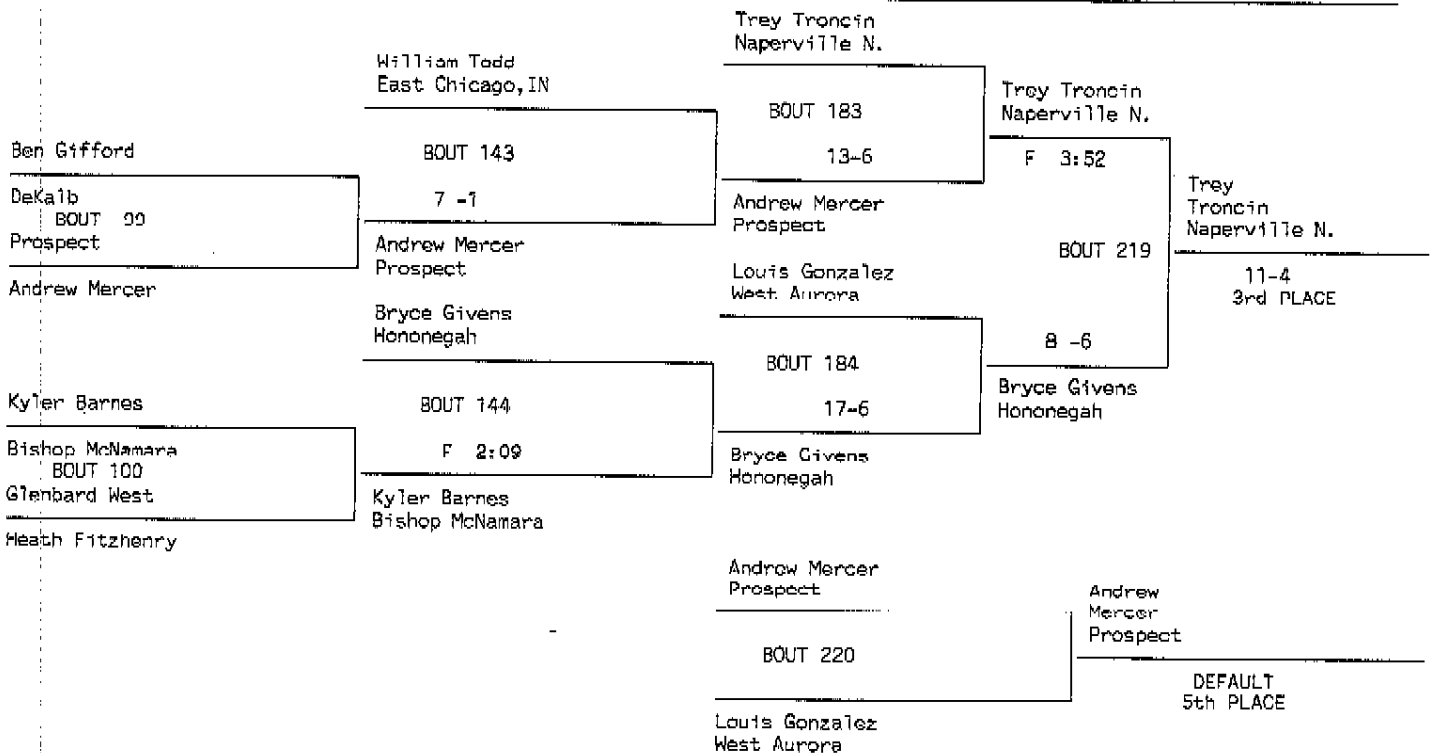 Trey Troncin
Naperville N.
William Todd
East Chicago, IN
BOUT 183
13-6
Trey Troncin
Naperville N.
Ben Gifford
BOUT 143
F 3:52
DeKalb
BOUT 99
Prospect
7 -1
Andrew Mercer
Prospect
Trey
Troncin
Naperville N.
Andrew Mercer
Andrew Mercer
Prospect
BOUT 219
11-4
3rd PLACE
Louis Gonzalez
West Aurora
Bryce Givens
Hononegah
8 -6
BOUT 184
17-6
Bryce Givens
Hononegah
Kyler Barnes
BOUT 144
Bishop McNamara
BOUT 100
Glenbard West
F 2:09
Bryce Givens
Hononegah
Heath Fitzhenry
Kyler Barnes
Bishop McNamara
Andrew Mercer
Prospect
Andrew
Mercer
Prospect
BOUT 220
DEFAULT
5th PLACE
Louis Gonzalez
West Aurora